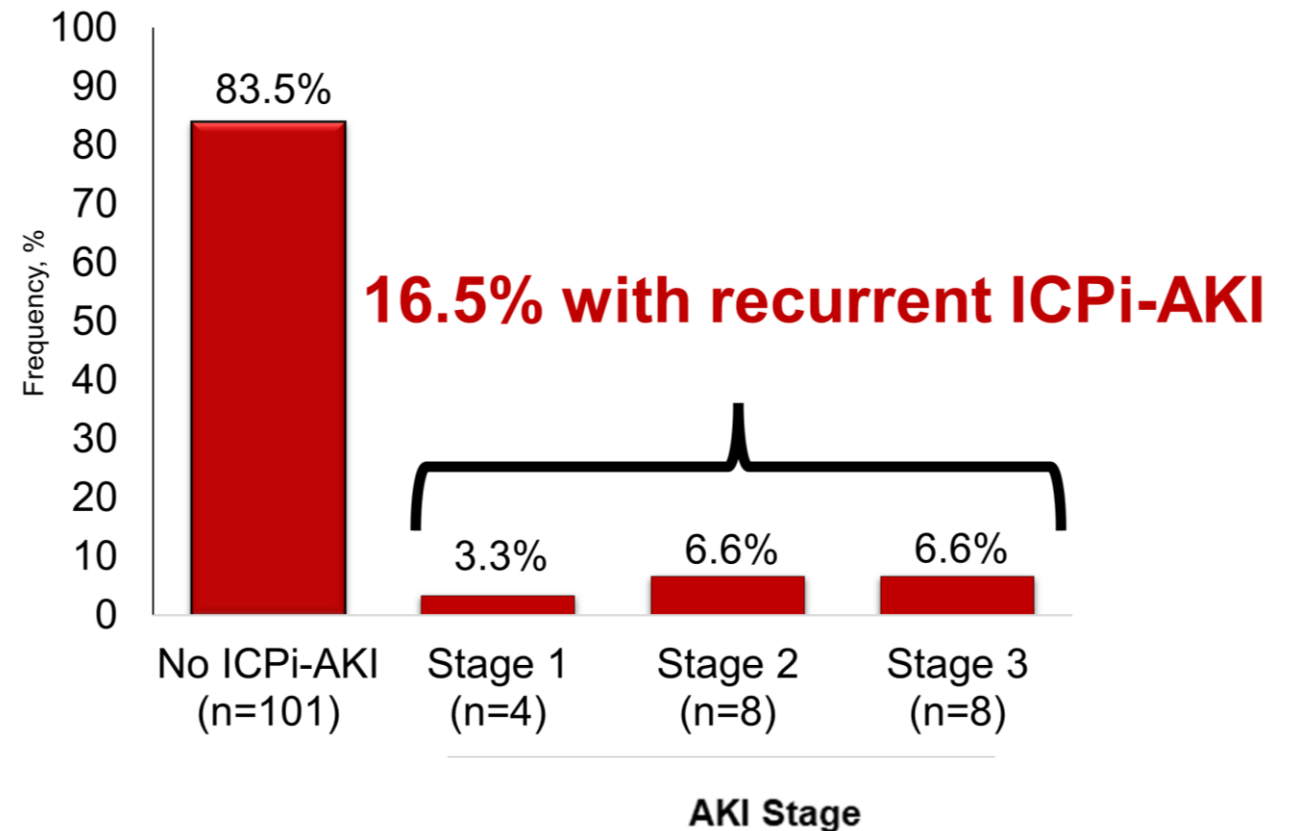 100
90
80
70
60
50
40
30
20
10
0
Frequency, %
83.5%
16.5% with recurrent ICPi-AKI
3.3%
6.6%
6.6%
No ICPi-AKI
(n=101)
Stage 1
(n=4)
Stage 2
(n=8)
Stage 3
(n=8)
AKI Stage